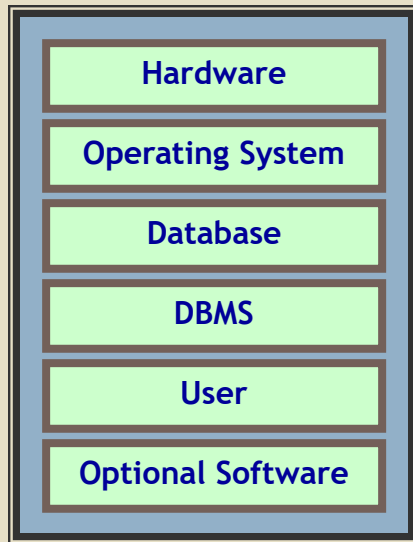 Hardware
Operating System
Database
DBMS
User
Optional Software